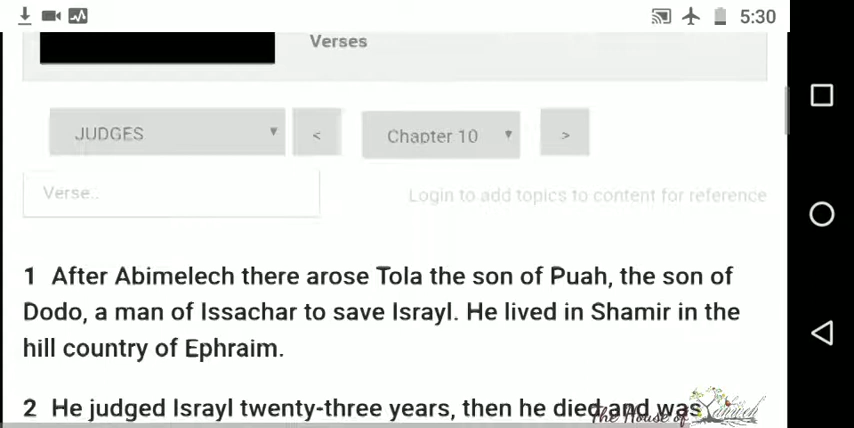 5:30
Verses
JUDGES < Chapter 10 >
Verse.. Login to add topics to content for reference
1 After Abimelech there arose Tola the son of Puah, the son of
Dodo, a man of Issachar to save Israyl. He lived in Shamir in the
hill country of Ephraim.
2 He judged Israyl twenty-three years, then he died and was
The House of